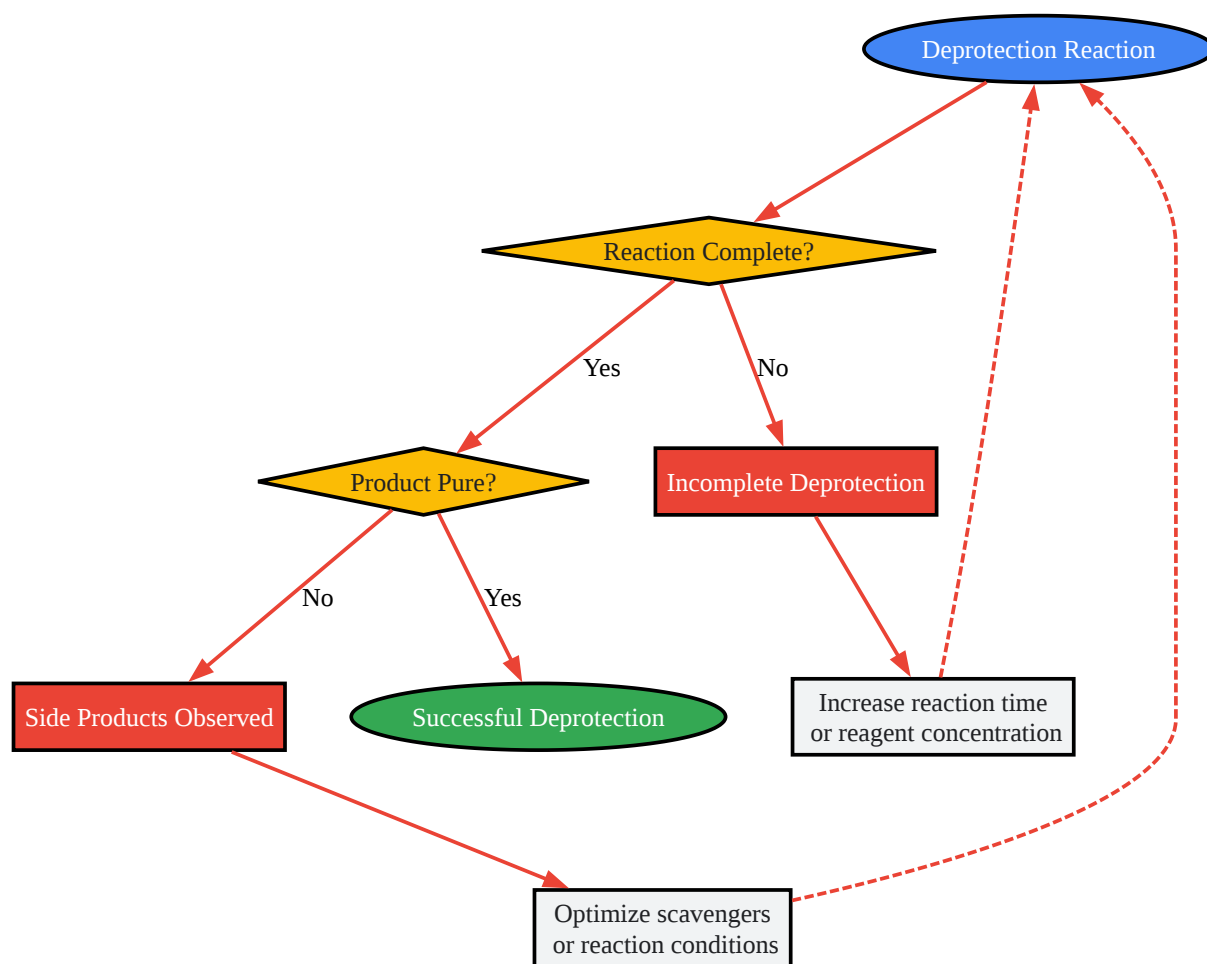 Deprotection Reaction
Reaction Complete?
Yes
No
Product Pure?
Incomplete Deprotection
No
Yes
Side Products Observed
Successful Deprotection
Increase reaction time
or reagent concentration
Optimize scavengers
or reaction conditions